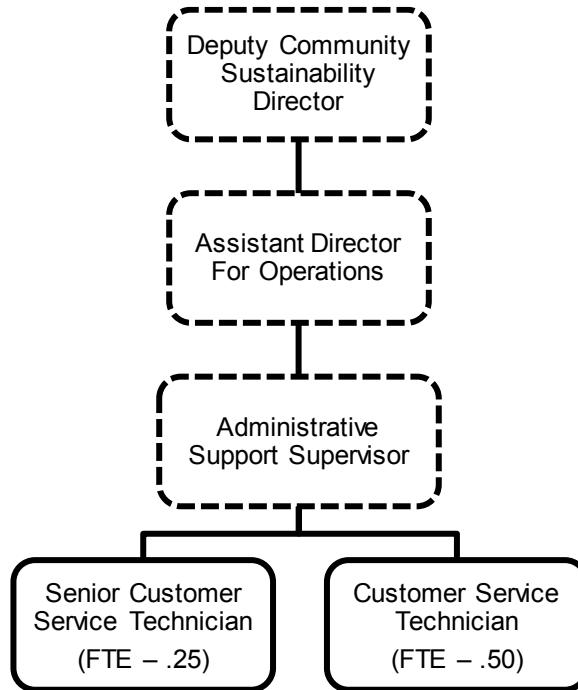 Deputy Community
Sustainability
Director
Assistant Director
For Operations
Administrative
Support Supervisor
Senior Customer
Service Technician
(FTE – .25)
Customer Service
Technician
(FTE – .50)